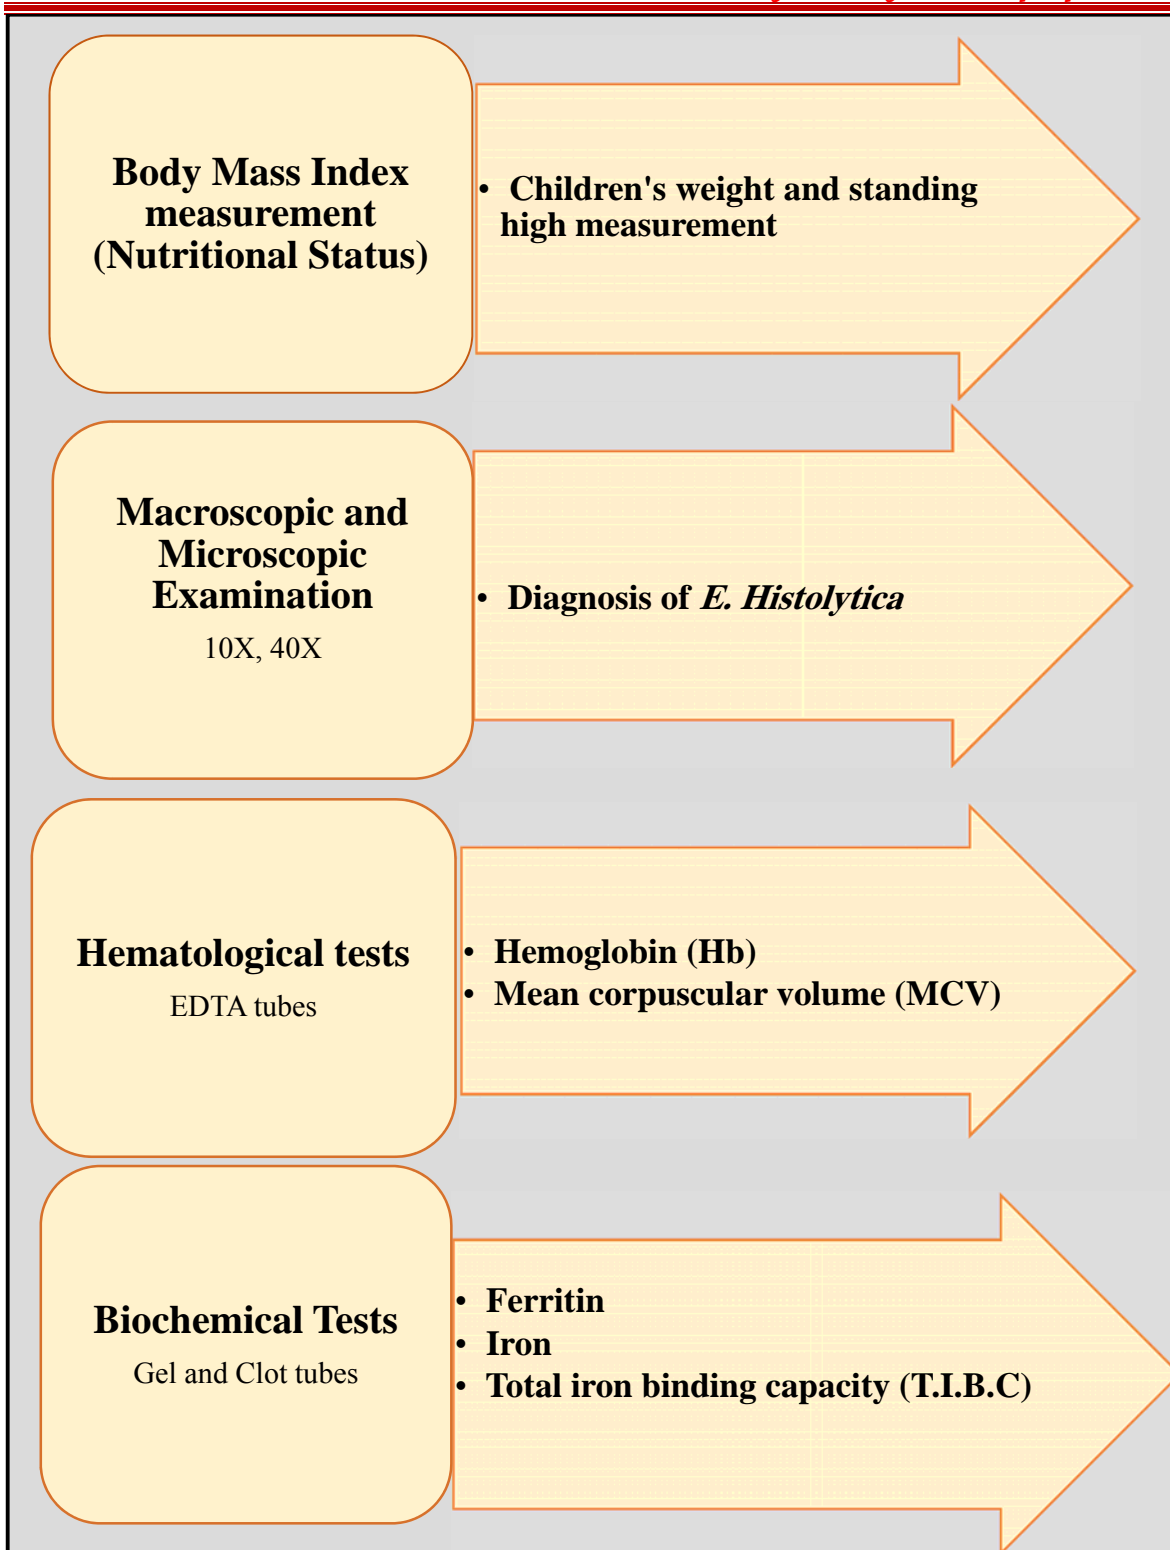 Body Mass Index
measurement
(Nutritional Status)
• Children's weight and standing
high measurement
Macroscopic and
Microscopic
Examination
10X, 40X
• Diagnosis of E. Histolytica
Hematological tests
EDTA tubes
• Hemoglobin (Hb)
• Mean corpuscular volume (MCV)
Biochemical Tests
Gel and Clot tubes
• Ferritin
• Iron
• Total iron binding capacity (T.I.B.C)